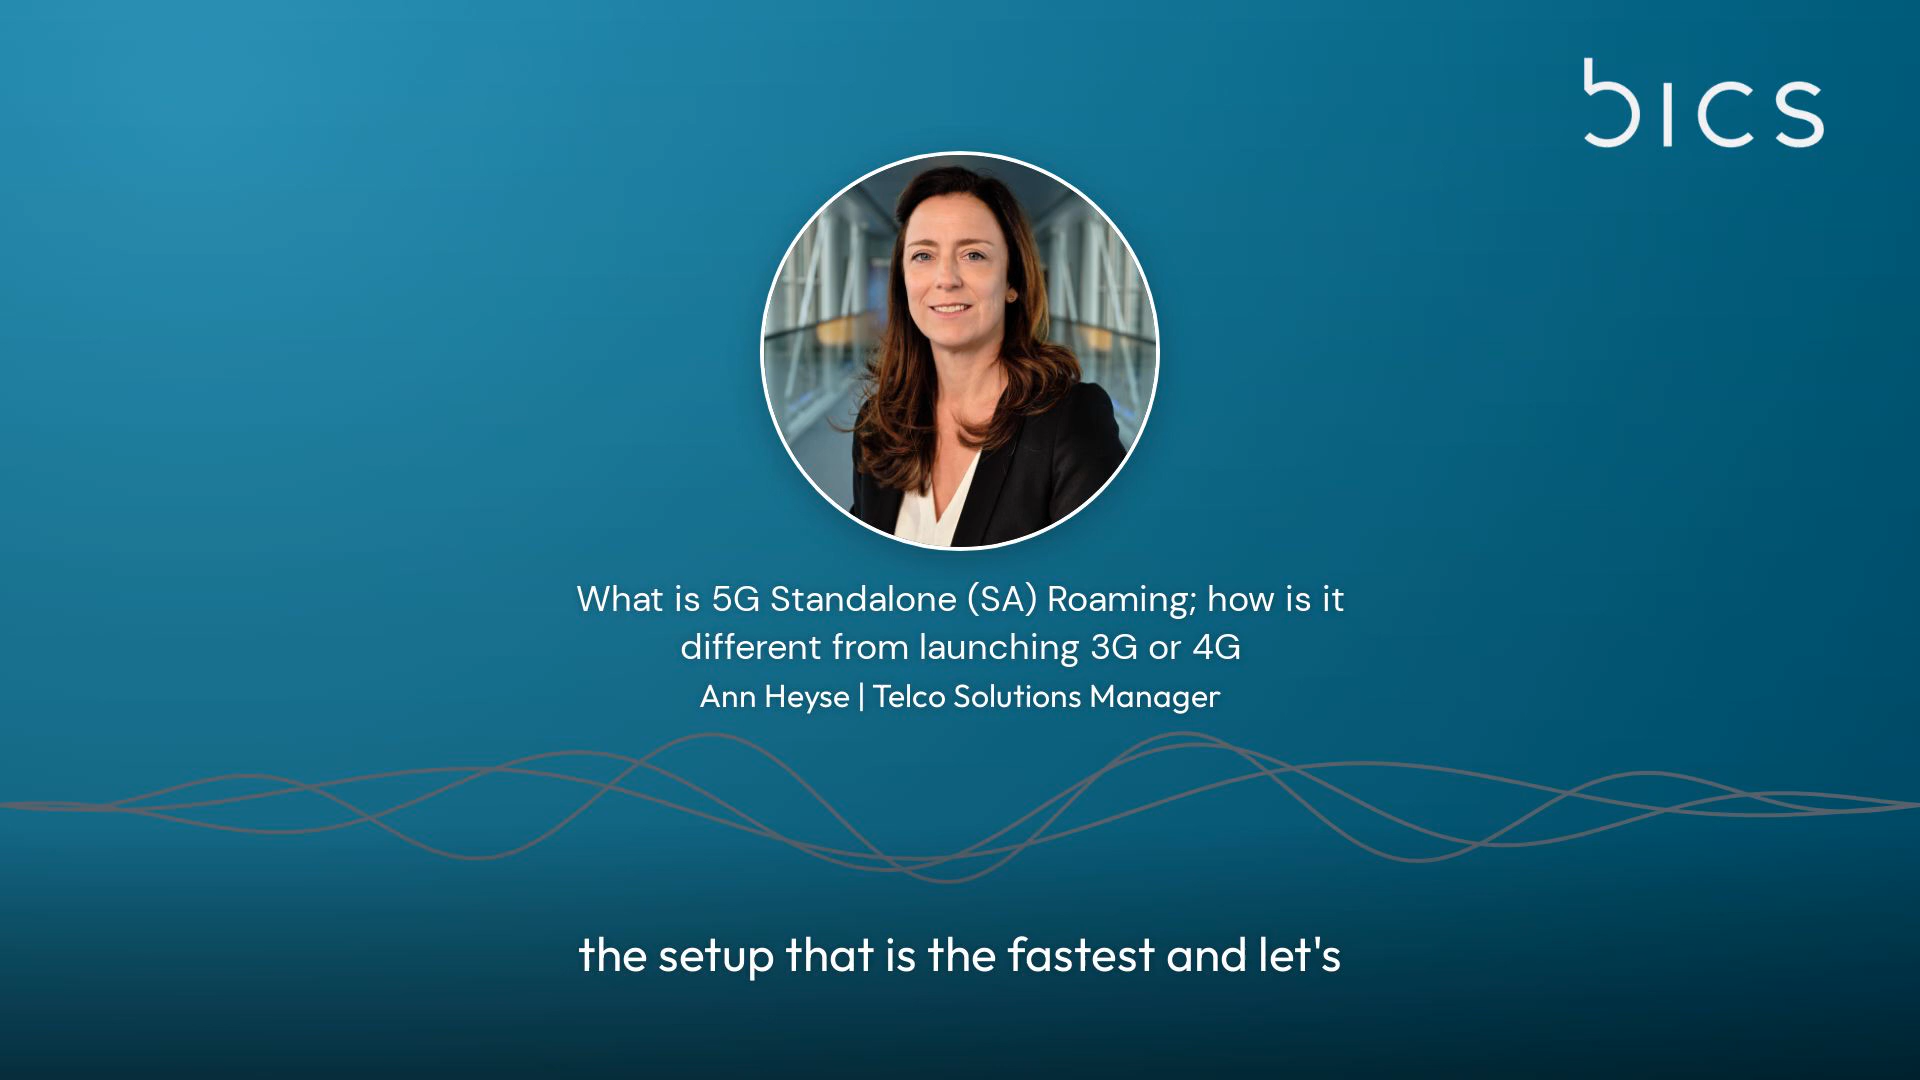 bics
What is 5G Standalone (SA) Roaming; how is it
different from launching 3G or 4G
Ann Heyse | Telco Solutions Manager
the setup that is the fastest and let's